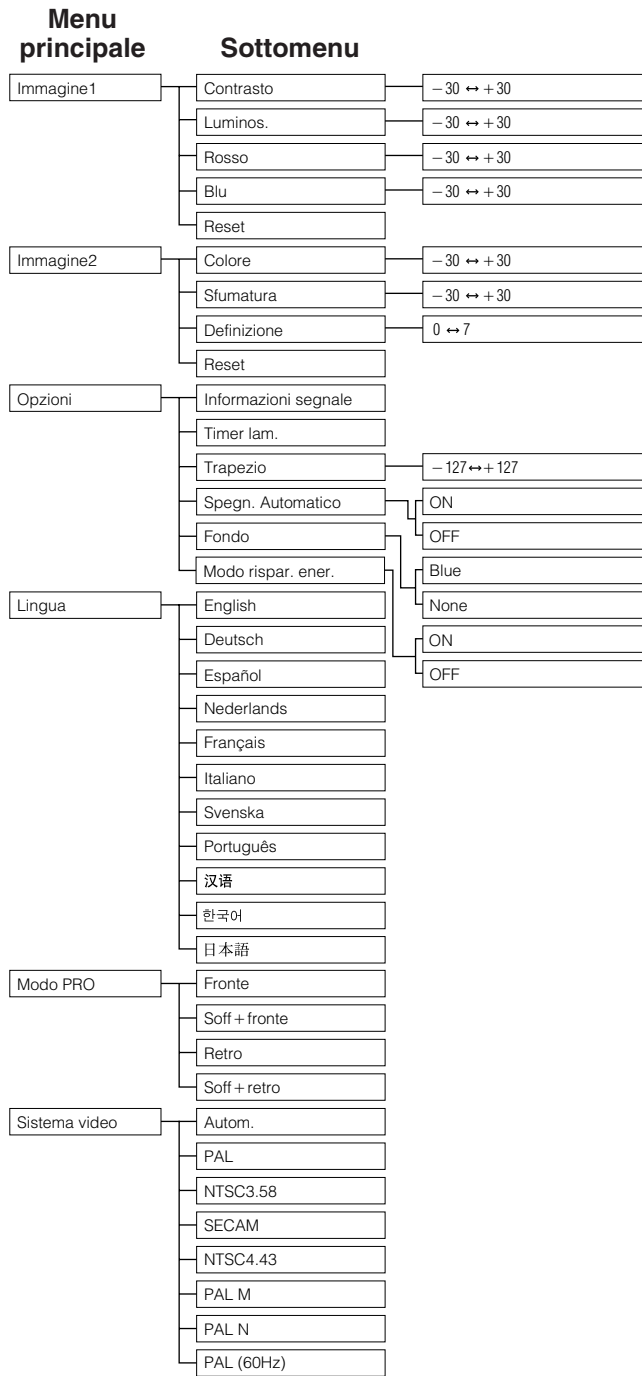 Menu
principale Sottomenu
Immagine1 Contrasto −30 ↔ +30
Luminos. −30 ↔ +30
Rosso −30 ↔ +30
Blu −30 ↔ +30
Reset
Immagine2 Colore −30 ↔ +30
Sfumatura −30 ↔ +30
Definizione 0 ↔ 7
Reset
Opzioni Informazioni segnale
Timer lam.
Trapezio −127↔+127
Spegn. Automatico ON
Fondo OFF
Modo rispar. ener. Blue
Lingua English None
Deutsch ON
Español OFF
Nederlands
Français
Italiano
Svenska
Português
汉语
한국어
日本語
Modo PRO Fronte
Soff+fronte
Retro
Soff+retro
Sistema video Autom.
PAL
NTSC3.58
SECAM
NTSC4.43
PAL M
PAL N
PAL (60Hz)